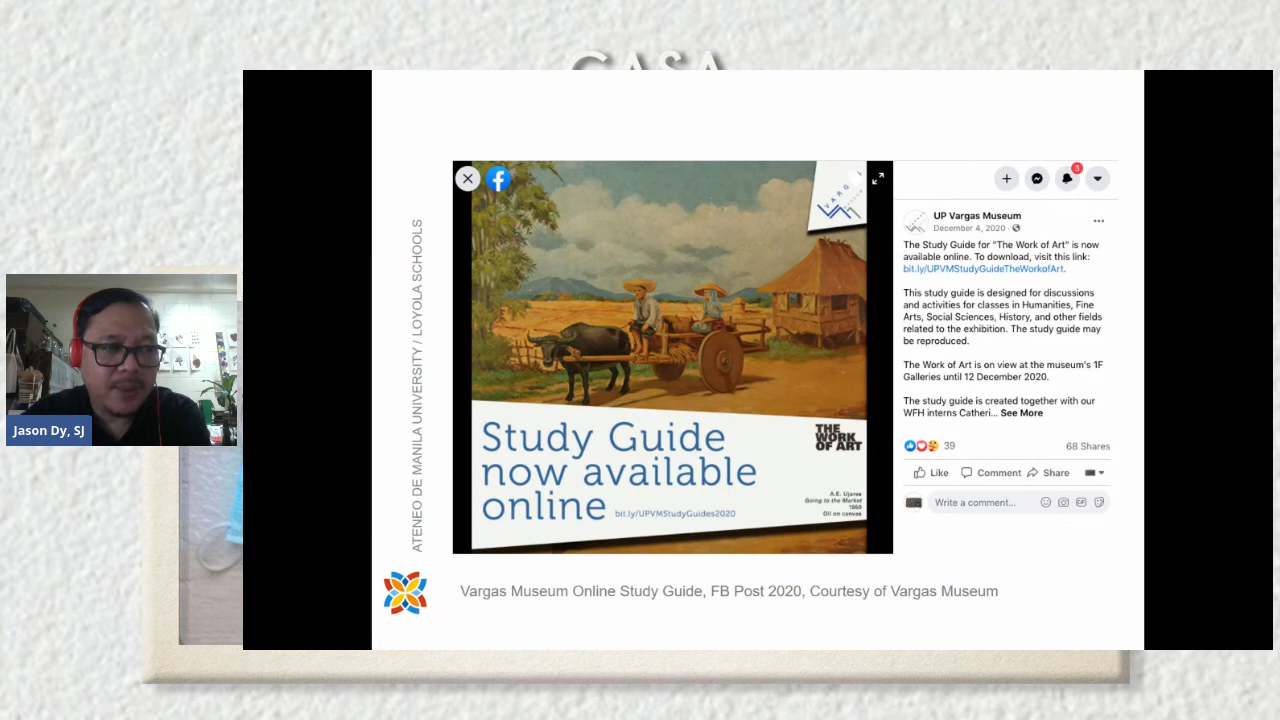 CASA
ATENEO DE MANILA UNIVERSITY / LOYOLA SCHOOLS
Jason Dy, SJ
VARG
Study Guide
now available
online bit.ly/UPVMStudyGuides2020
THE
WORK
OF ART
A.E. Ujares
Going to the Market
1993
Oil on canvas
3
UP Vargas Museum
December 4, 2020 ·
The Study Guide for "The Work of Art" is now
available online. To download, visit this link:
bit.ly/UPVMStudyGuideTheWorkofArt.
This study guide is designed for discussions
and activities for classes in Humanities, Fine
Arts, Social Sciences, History, and other fields
related to the exhibition. The study guide may
be reproduced.
The Work of Art is on view at the museum's 1F
Galleries until 12 December 2020.
The study guide is created together with our
WFH interns Catheri... See More
39 68 Shares
Like Comment Share
Write a comment...
Vargas Museum Online Study Guide, FB Post 2020, Courtesy of Vargas Museum